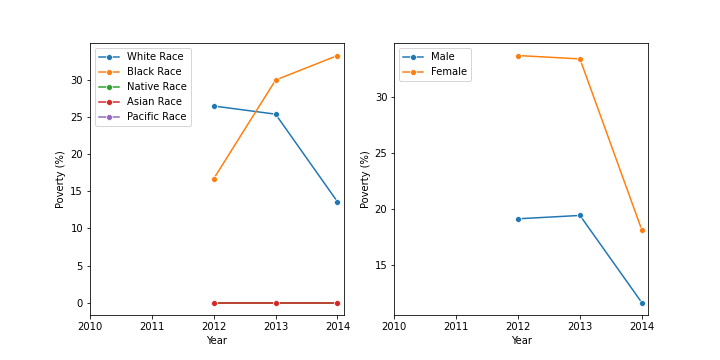 White Race
Black Race
Native Race
Asian Race
Pacific Race
30
25
20
15
10
5
0
Poverty (%)
2010 2011 2012 2013 2014
Year
Male
Female
30
25
20
15
Poverty (%)
2010 2011 2012 2013 2014
Year